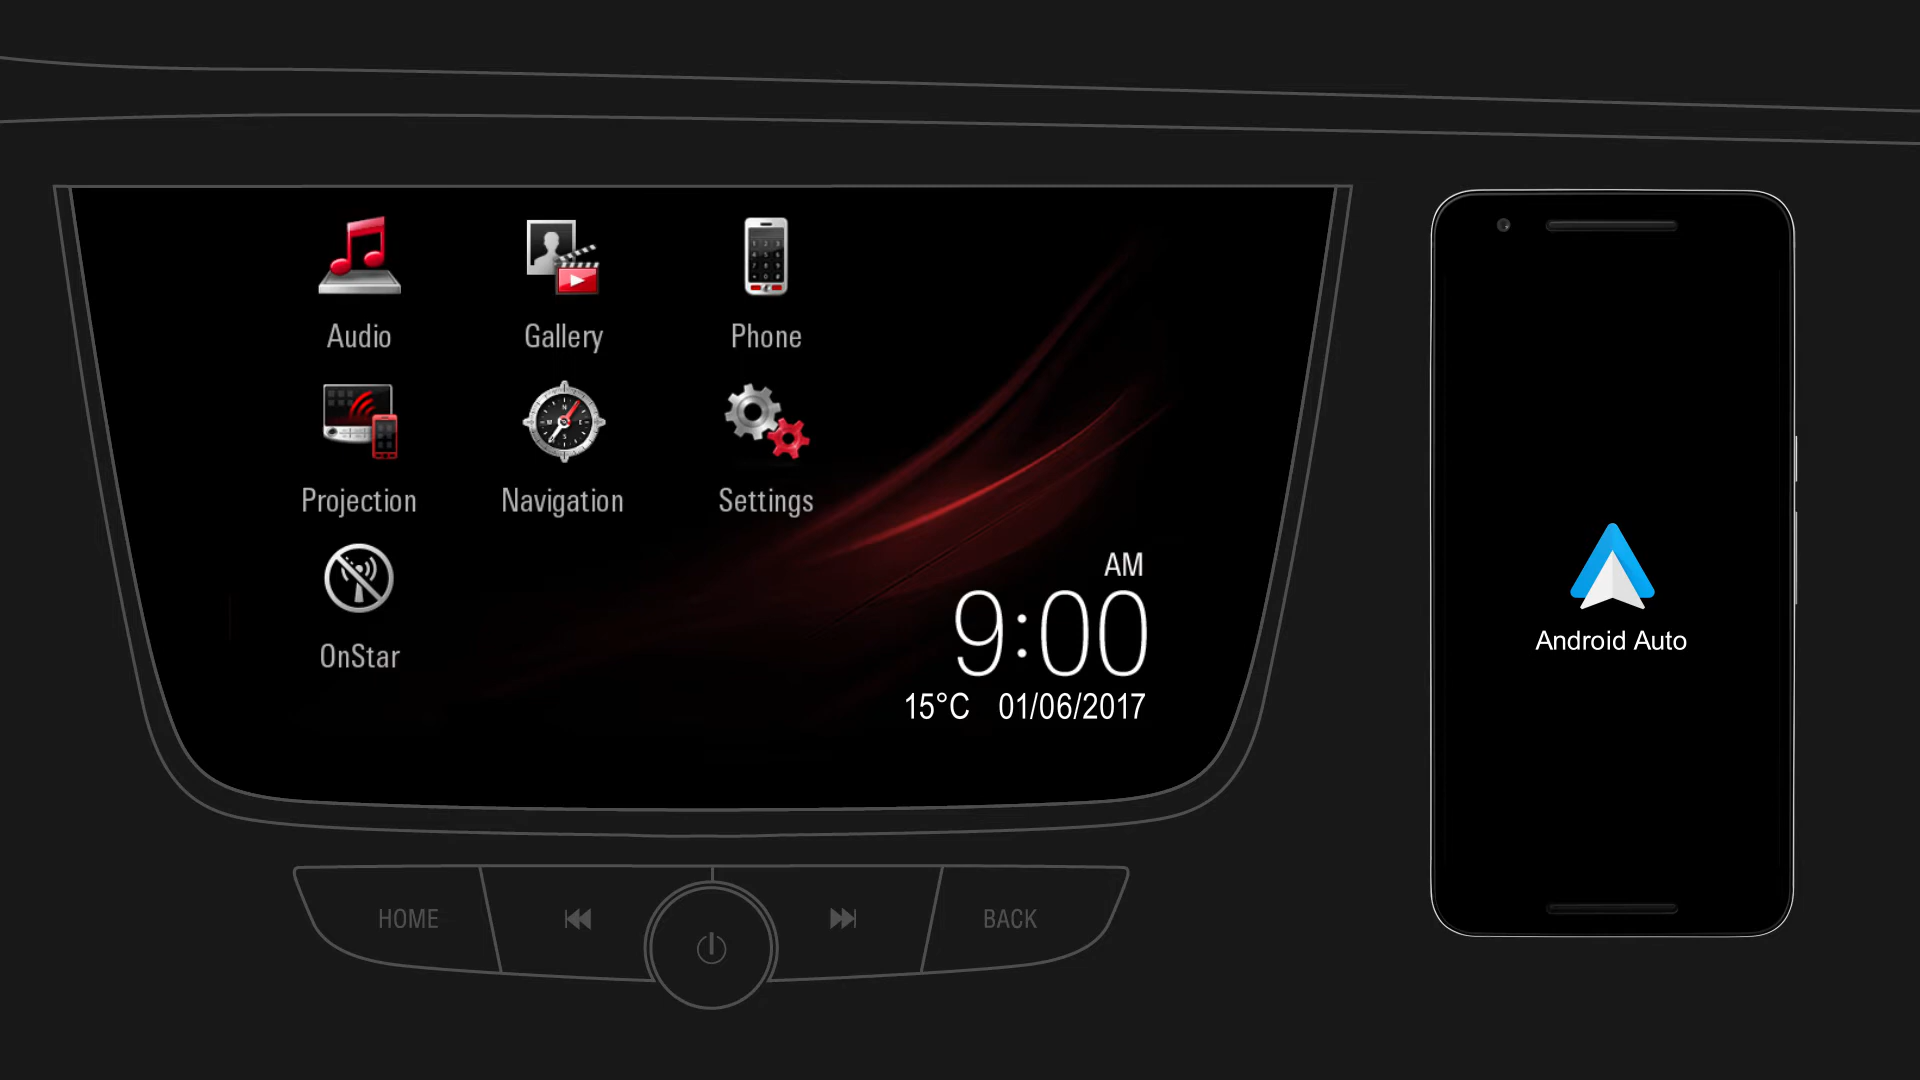 Audio
Gallery
Phone
Projection
Navigation
Settings
OnStar
AM
9:00
15°C 01/06/2017
HOME
BACK
Android Auto